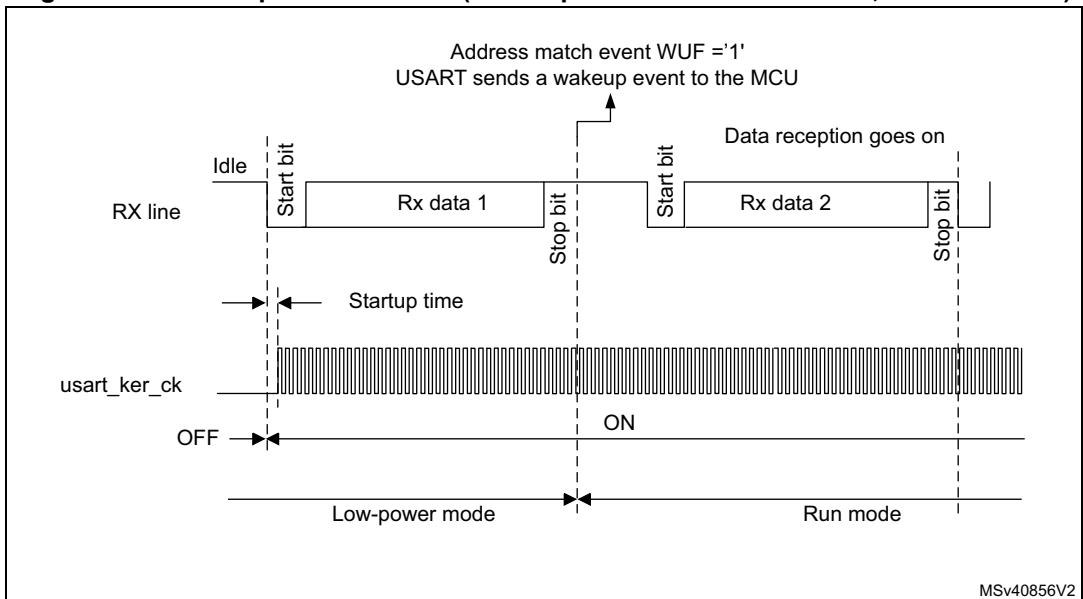 Address match event WUF ='1'
USART sends a wakeup event to the MCU
Data reception goes on
Idle
Start bit
Start bit
RX line
Rx data 1
Rx data 2
Stop bit
Stop bit
Startup time
usart_ker_ck
ON
OFF
Low-power mode
Run mode
MSv40856V2